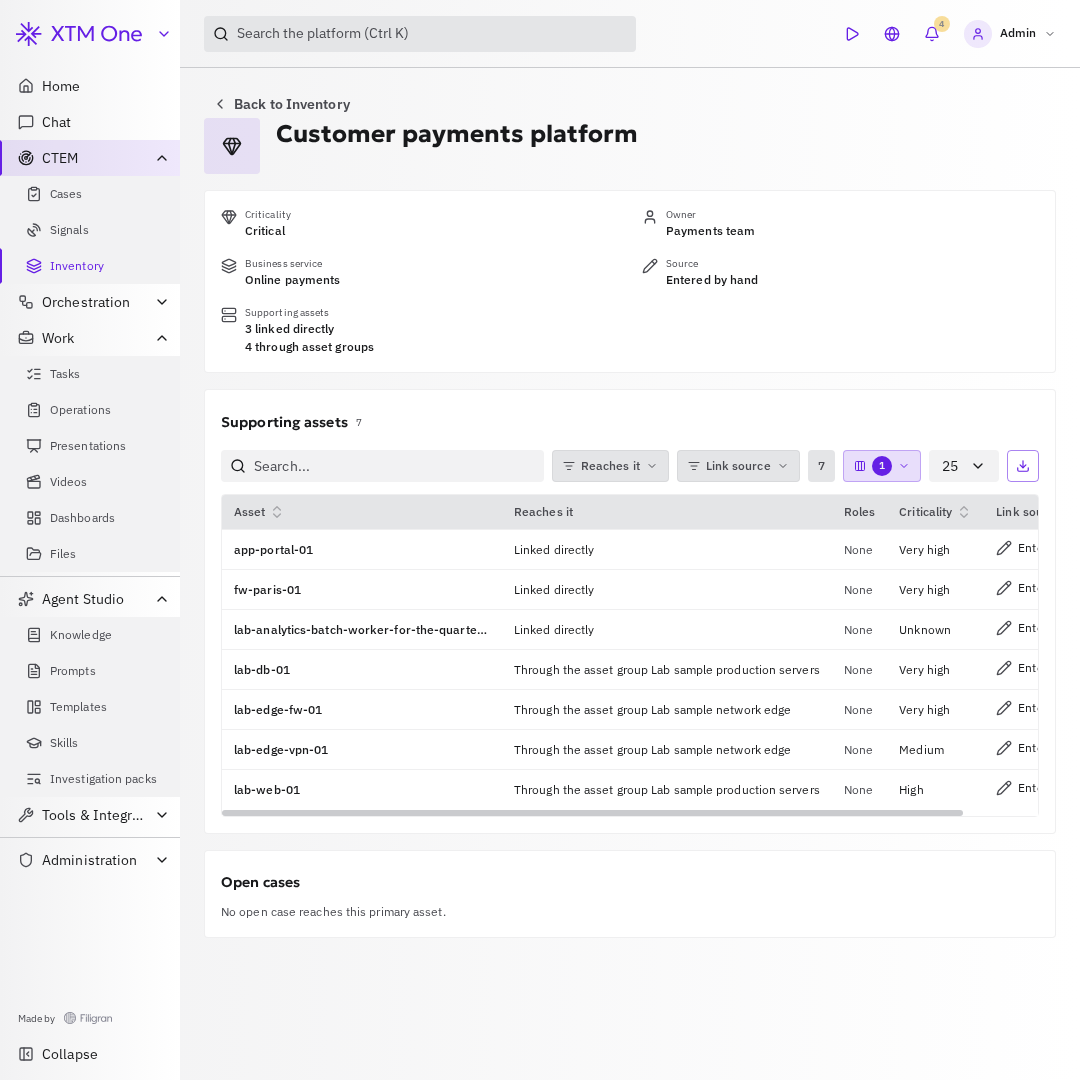 XTM One
Search the platform (Ctrl K)
4
Admin
Home
Chat
CTEM
Cases
Signals
Inventory
Orchestration
Work
Tasks
Operations
Presentations
Videos
Dashboards
Files
Agent Studio
Knowledge
Prompts
Templates
Skills
Investigation packs
Tools & Integr...
Administration
Made by Filigran
Collapse
Back to Inventory
Customer payments platform
Criticality
Critical
Owner
Payments team
Business service
Online payments
Source
Entered by hand
Supporting assets
3 linked directly
4 through asset groups
Supporting assets 7
Search...
Reaches it
Link source
7
1
25
Asset Reaches it Roles Criticality Link sou
app-portal-01 Linked directly None Very high Ente
fw-paris-01 Linked directly None Very high Ente
lab-analytics-batch-worker-for-the-quarte... Linked directly None Unknown Ente
lab-db-01 Through the asset group Lab sample production servers None Very high Ente
lab-edge-fw-01 Through the asset group Lab sample network edge None Very high Ente
lab-edge-vpn-01 Through the asset group Lab sample network edge None Medium Ente
lab-web-01 Through the asset group Lab sample production servers None High Ente
Open cases
No open case reaches this primary asset.